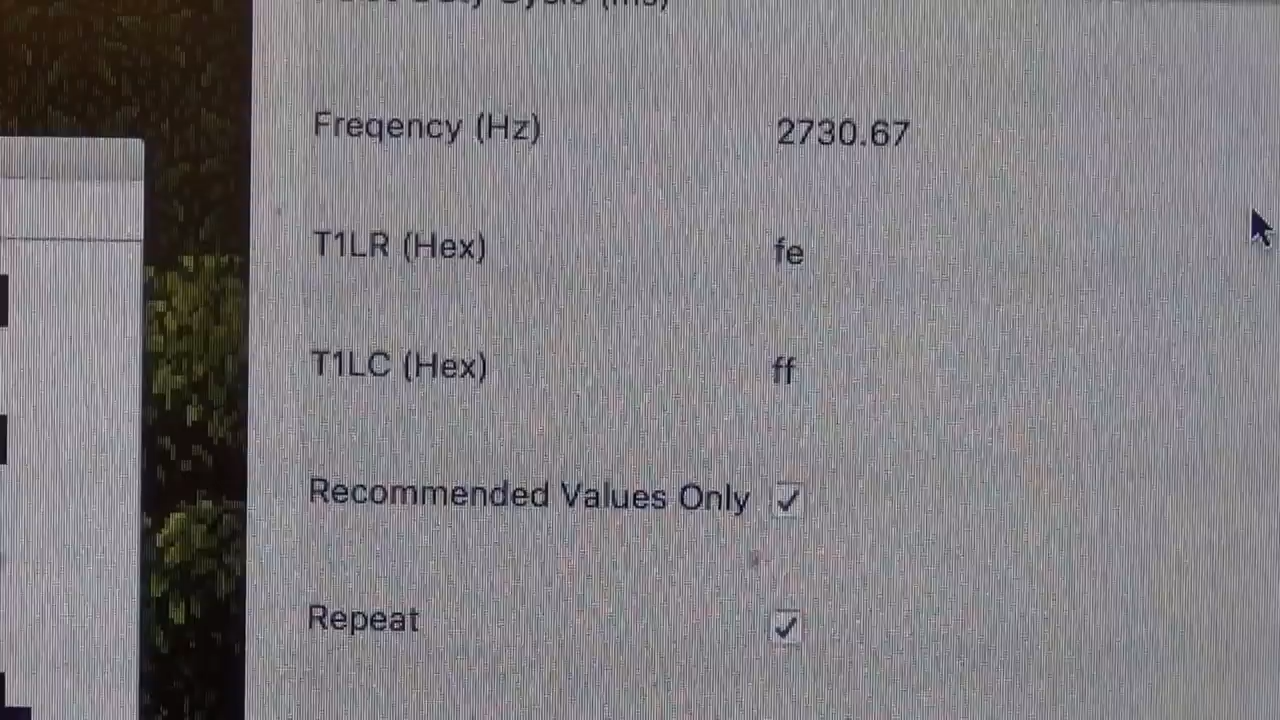 Freqency (Hz) 2730.67
T1LR (Hex) fe
T1LC (Hex) ff
Recommended Values Only
Repeat